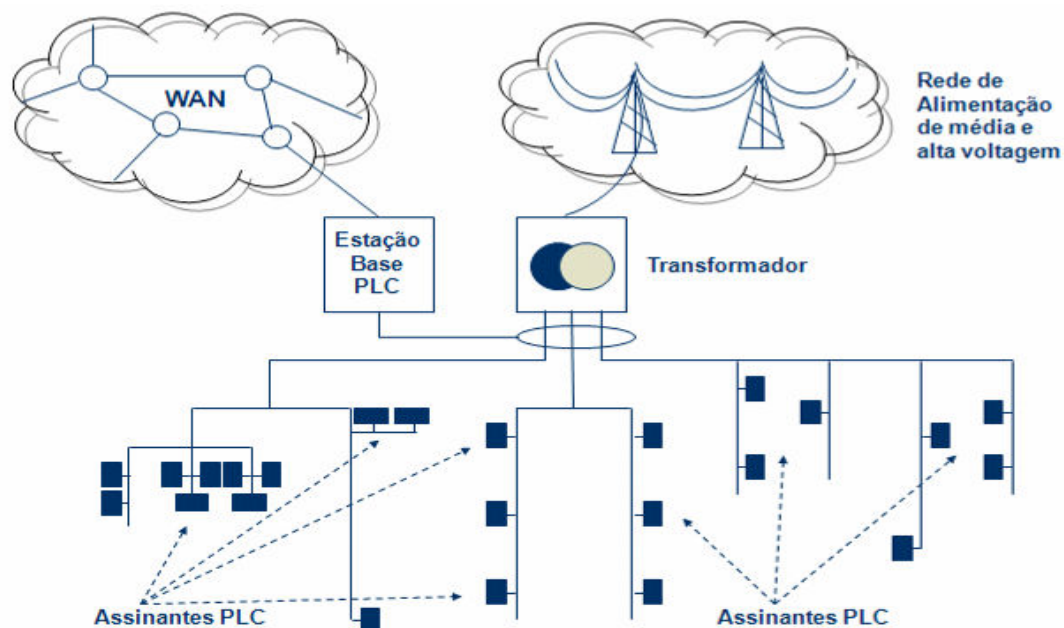 WAN
Rede de
Alimentação
de média e
alta voltagem
Estação
Base
PLC
Transformador
Assinantes PLC
Assinantes PLC